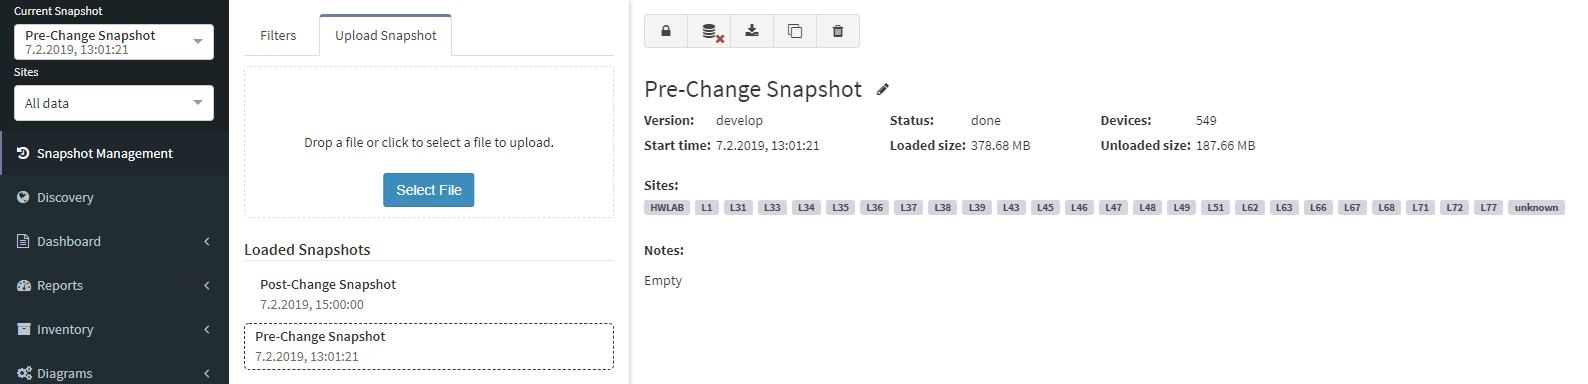 Current Snapshot
Pre-Change Snapshot
7.2.2019, 13:01:21
Sites
All data
Snapshot Management
Discovery
Dashboard
Reports
Inventory
Diagrams
Filters
Upload Snapshot
Drop a file or click to select a file to upload.
Select File
Loaded Snapshots
Post-Change Snapshot
7.2.2019, 15:00:00
Pre-Change Snapshot
7.2.2019, 13:01:21
Pre-Change Snapshot
Version: develop Status: done Devices: 549
Start time: 7.2.2019, 13:01:21 Loaded size: 378.68 MB Unloaded size: 187.66 MB
Sites:
HWLAB L1 L31 L33 L34 L35 L36 L37 L38 L39 L43 L45 L46 L47 L48 L49 L51 L62 L63 L66 L67 L68 L71 L72 L77 unknown
Notes:
Empty